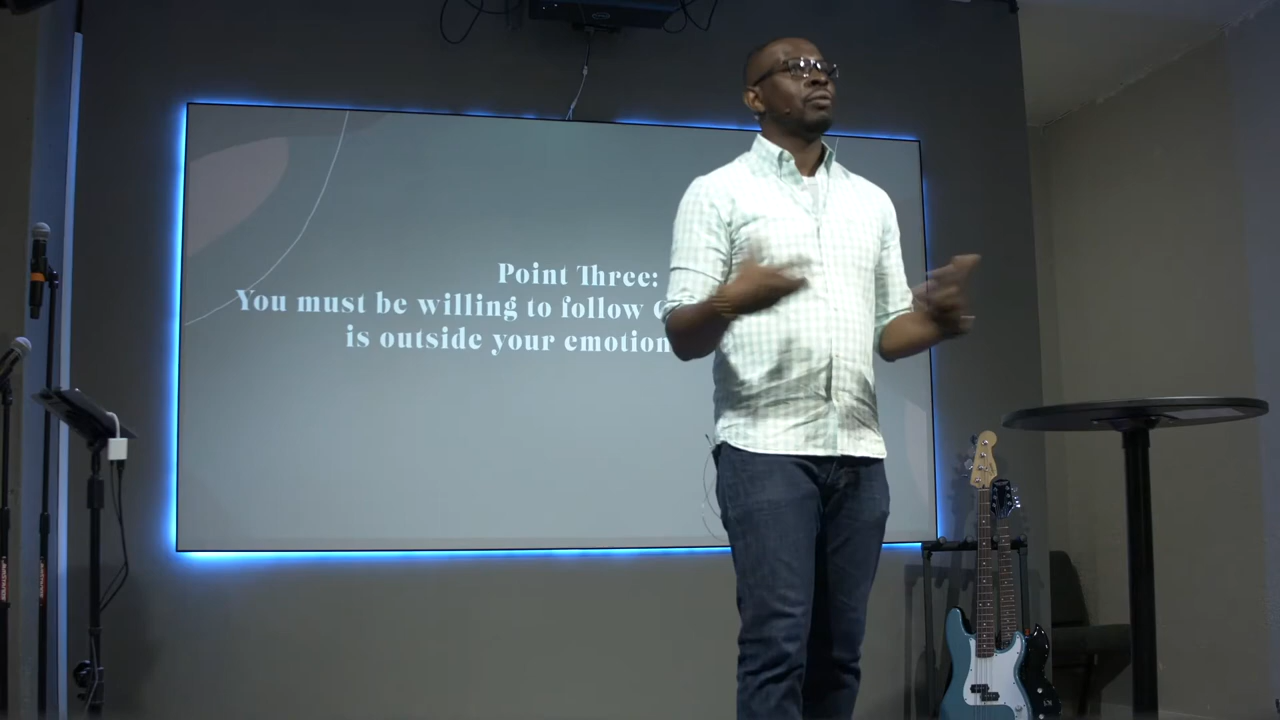 Point Three:
You must be willing to follow
is outside your emotion